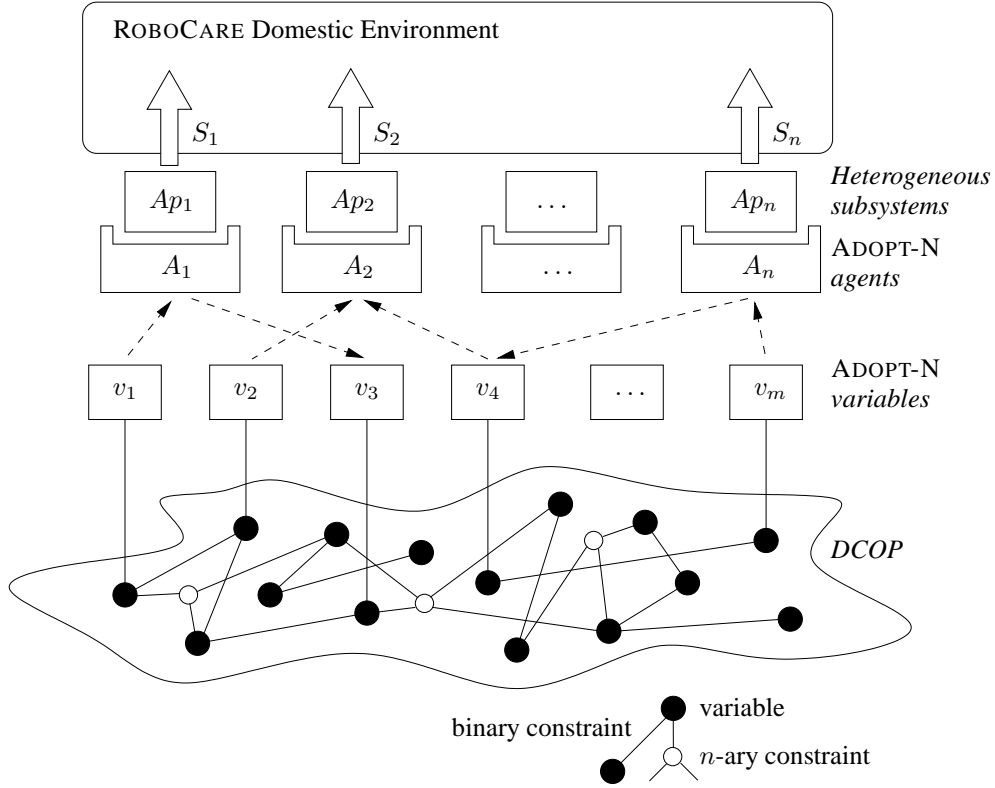 ROBOCARE Domestic Environment
S₁ S₂ Sₙ
Ap₁ Ap₂ ... Apₙ
Heterogeneous
subsystems
A₁ A₂ ... Aₙ
ADOPT-N
agents
v₁ v₂ v₃ v₄ ... vₘ
ADOPT-N
variables
DCOP
binary constraint
variable
n-ary constraint